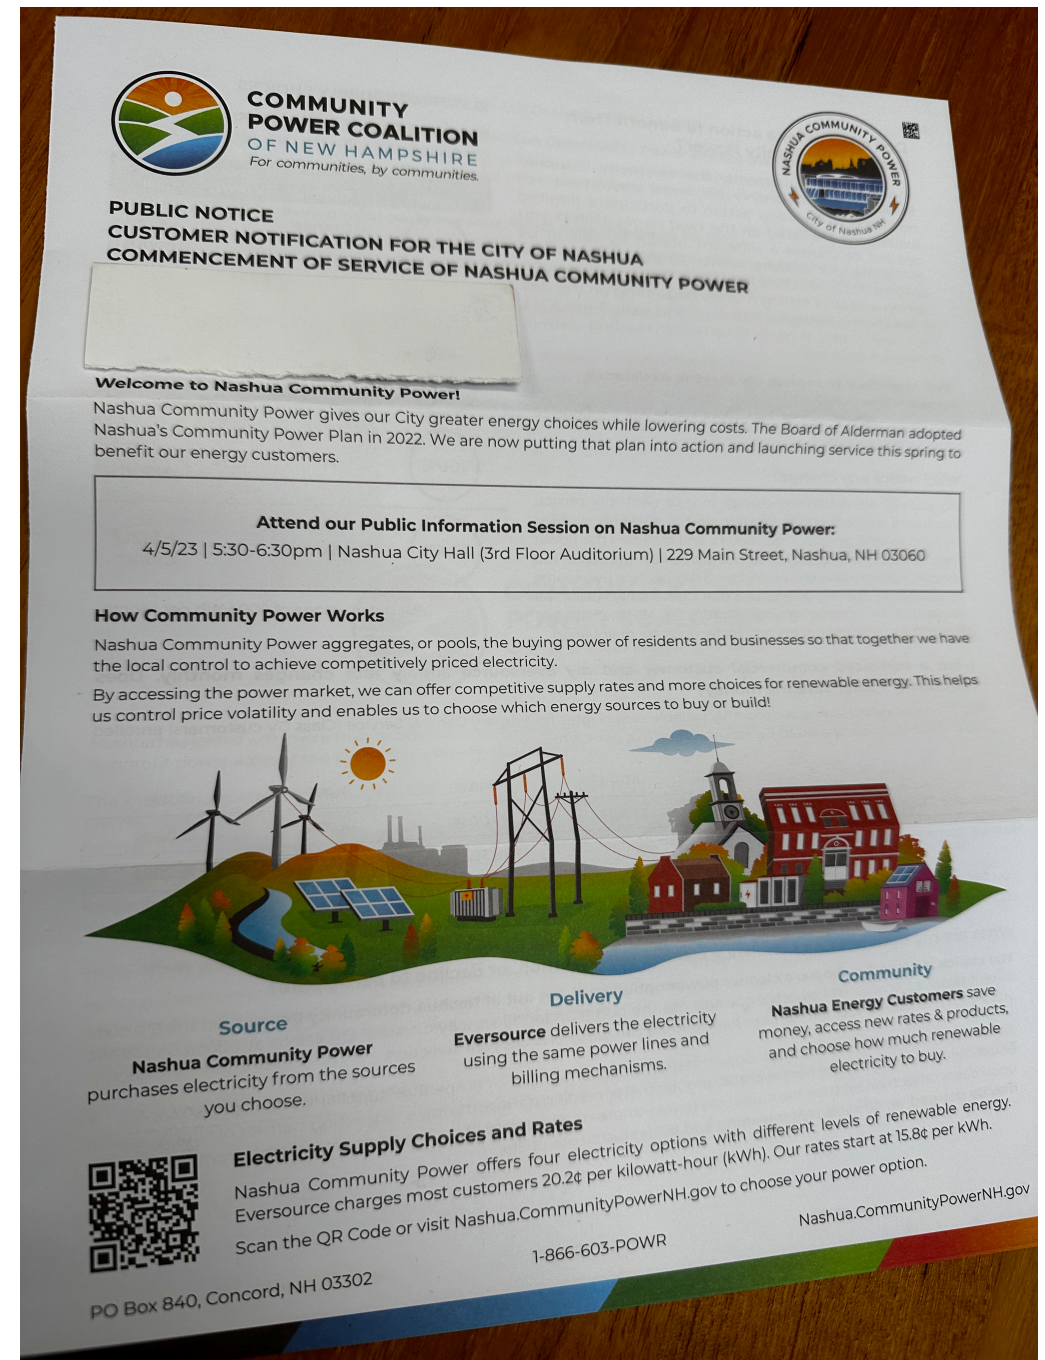 COMMUNITY
POWER COALITION
OF NEW HAMPSHIRE
For communities, by communities.
NASHUA COMMUNITY POWER
City of Nashua NH
PUBLIC NOTICE
CUSTOMER NOTIFICATION FOR THE CITY OF NASHUA
COMMENCEMENT OF SERVICE OF NASHUA COMMUNITY POWER
Welcome to Nashua Community Power!
Nashua Community Power gives our City greater energy choices while lowering costs. The Board of Alderman adopted
Nashua's Community Power Plan in 2022. We are now putting that plan into action and launching service this spring to
benefit our energy customers.
Attend our Public Information Session on Nashua Community Power:
4/5/23 | 5:30-6:30pm | Nashua City Hall (3rd Floor Auditorium) | 229 Main Street, Nashua, NH 03060
How Community Power Works
Nashua Community Power aggregates, or pools, the buying power of residents and businesses so that together we have
the local control to achieve competitively priced electricity.
By accessing the power market, we can offer competitive supply rates and more choices for renewable energy. This helps
us control price volatility and enables us to choose which energy sources to buy or build!
Source
Nashua Community Power
purchases electricity from the sources
you choose.
Delivery
Eversource delivers the electricity
using the same power lines and
billing mechanisms.
Community
Nashua Energy Customers save
money, access new rates & products,
and choose how much renewable
electricity to buy.
Electricity Supply Choices and Rates
Nashua Community Power offers four electricity options with different levels of renewable energy.
Eversource charges most customers 20.2¢ per kilowatt-hour (kWh). Our rates start at 15.8¢ per kWh.
Scan the QR Code or visit Nashua.CommunityPowerNH.gov to choose your power option.
PO Box 840, Concord, NH 03302
1-866-603-POWR
Nashua.CommunityPowerNH.gov